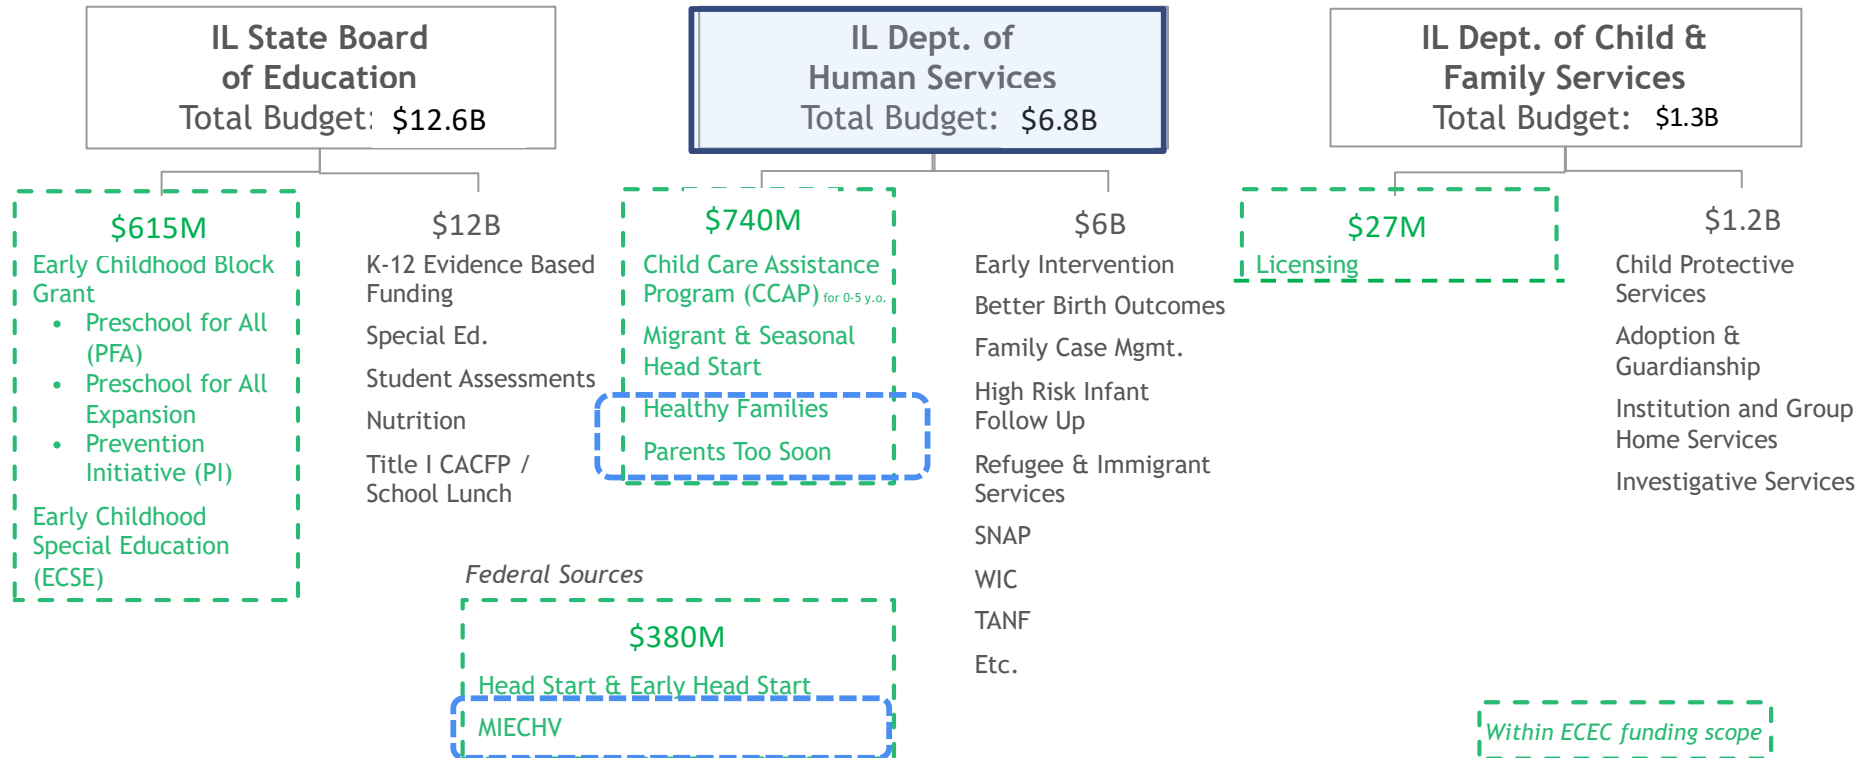 IL State Board
of Education
Total Budget: $12.6B
$615M
Early Childhood Block
Grant
• Preschool for All
(PFA)
• Preschool for All
Expansion
• Prevention
Initiative (PI)
Early Childhood
Special Education
(ECSE)
$12B
K-12 Evidence Based
Funding
Special Ed.
Student Assessments
Nutrition
Title I CACFP /
School Lunch
IL Dept. of
Human Services
Total Budget: $6.8B
$740M
Child Care Assistance
Program (CCAP) for 0-5 y.o.
Migrant & Seasonal
Head Start
Healthy Families
Parents Too Soon
$6B
Early Intervention
Better Birth Outcomes
Family Case Mgmt.
High Risk Infant
Follow Up
Refugee & Immigrant
Services
SNAP
WIC
TANF
Etc.
IL Dept. of Child &
Family Services
Total Budget: $1.3B
$27M
Licensing
$1.2B
Child Protective
Services
Adoption &
Guardianship
Institution and Group
Home Services
Investigative Services
Federal Sources
$380M
Head Start & Early Head Start
MIECHV
Within ECEC funding scope